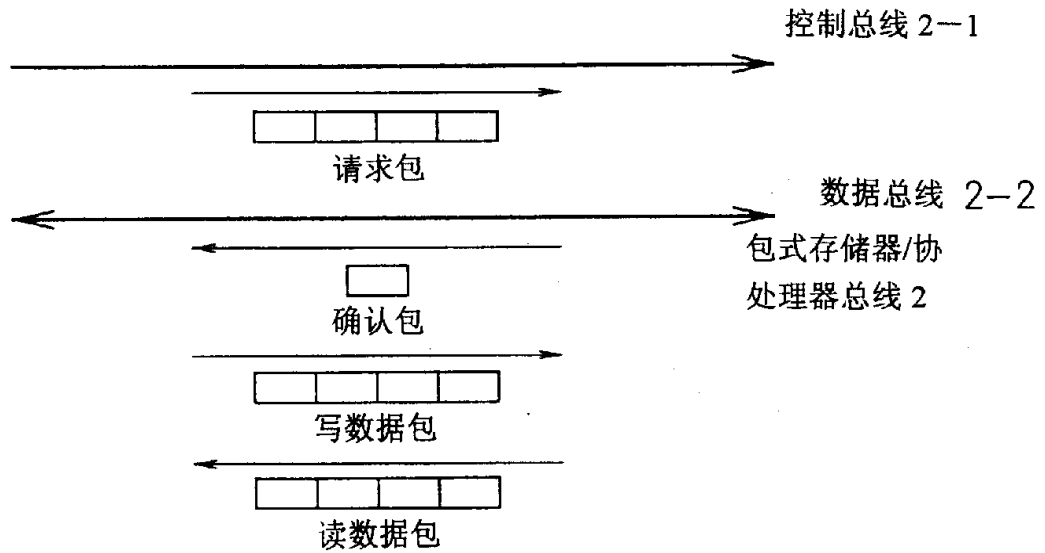 控制总线 2—1
请求包
数据总线 2-2
包式存储器/协
处理器总线 2
确认包
写数据包
读数据包